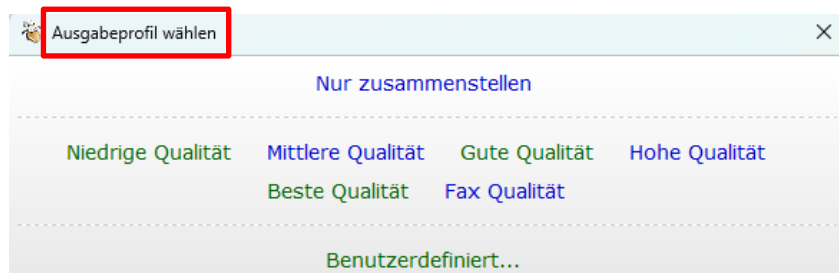 Ausgabeprofil wählen
Nur zusammenstellen
Niedrige Qualität Mittlere Qualität Gute Qualität Hohe Qualität
Beste Qualität Fax Qualität
Benutzerdefiniert...